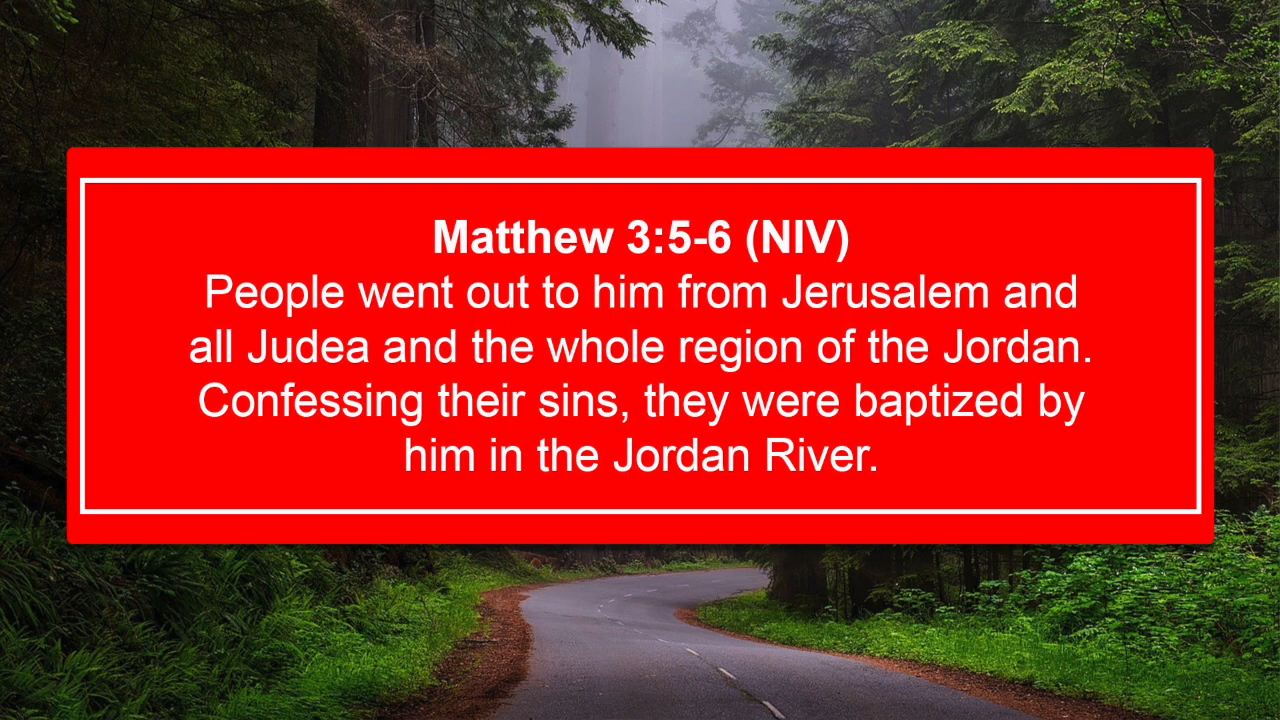 Matthew 3:5-6 (NIV)
People went out to him from Jerusalem and
all Judea and the whole region of the Jordan.
Confessing their sins, they were baptized by
him in the Jordan River.